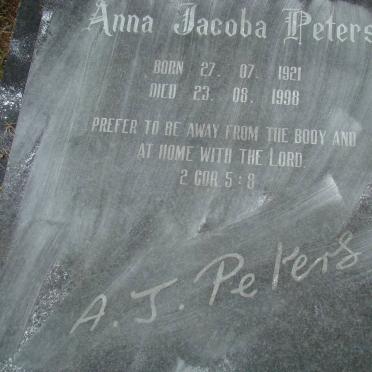 Anna Jacoba Peters
BORN 27. 07. 1921
DIED 23. 08. 1998
PREFER TO BE AWAY FROM THE BODY AND
AT HOME WITH THE LORD.
2 COR. 5:8
A. J. Peters